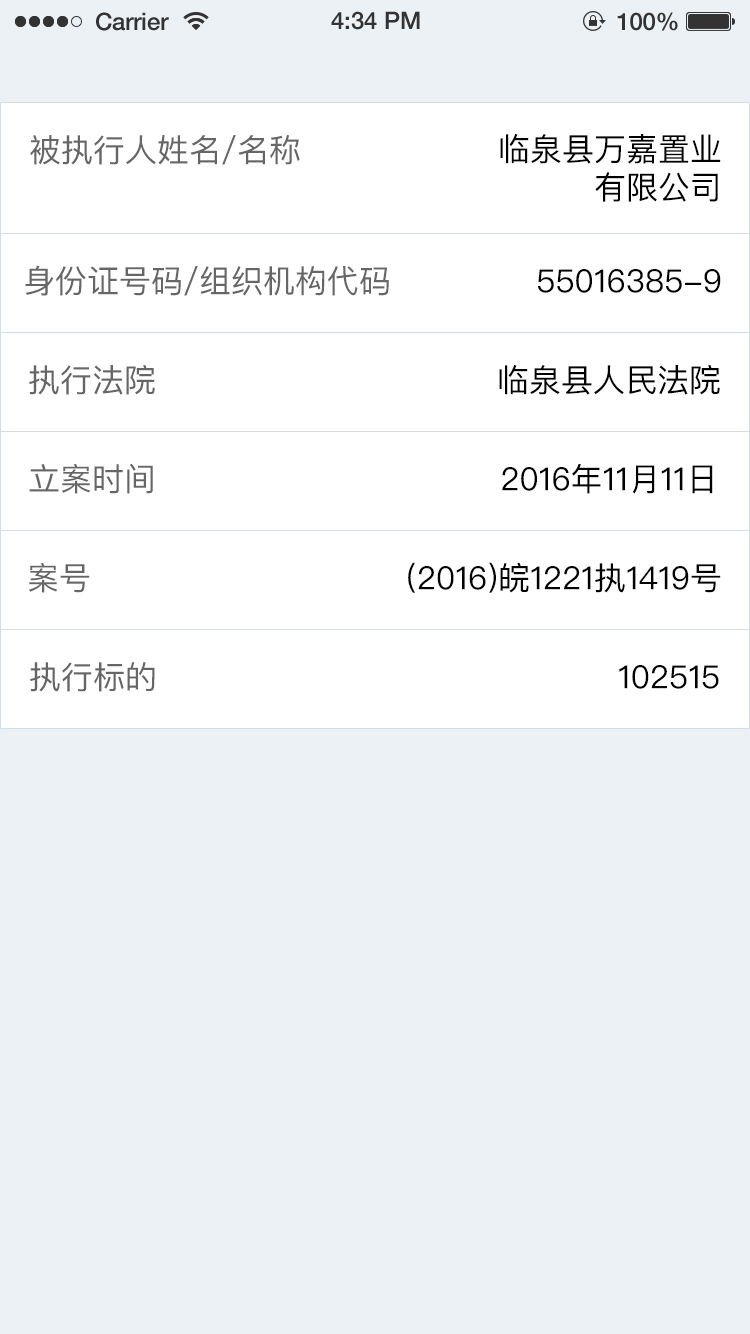 Carrier 4:34 PM 100%
被执行人姓名/名称 临泉县万嘉置业
有限公司
身份证号码/组织机构代码 55016385-9
执行法院 临泉县人民法院
立案时间 2016年11月11日
案号 (2016)皖1221执1419号
执行标的 102515